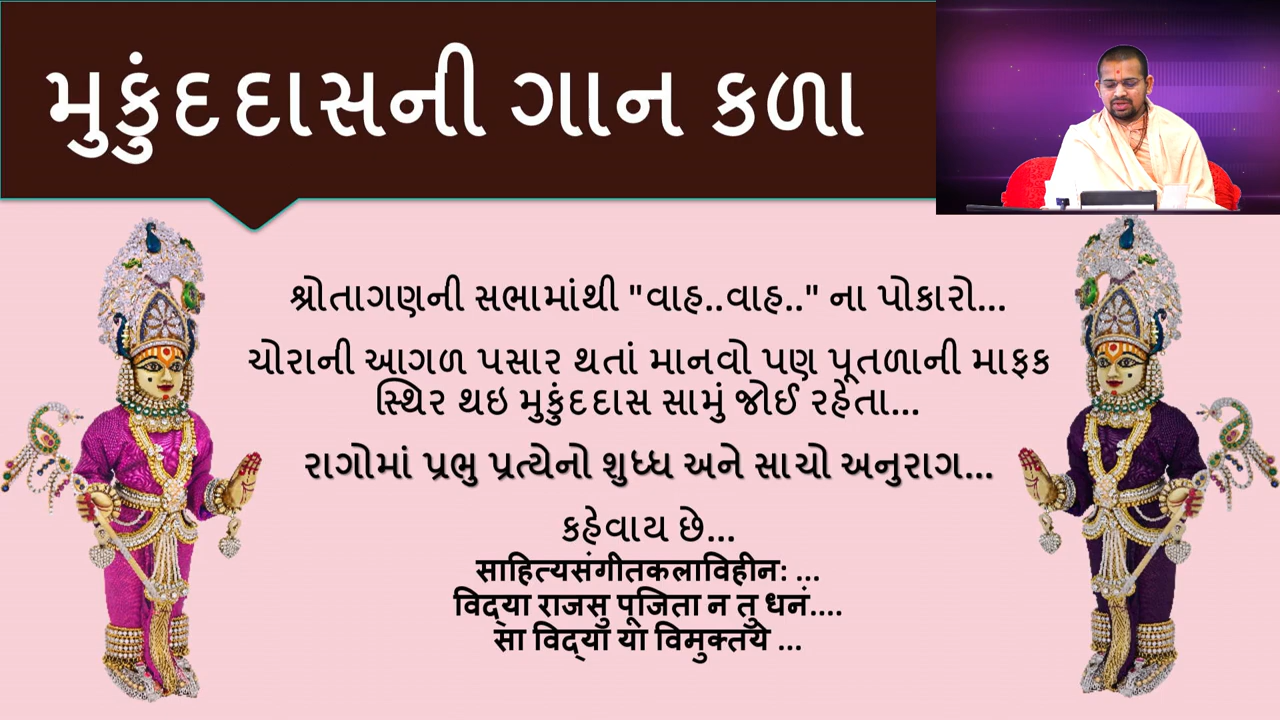 મુકુંદદાસની ગાન કળા
શ્રોતાગણની સભામાંથી "વાહ..વાહ.." ના પોકારો...
ચોરાની આગળ પસાર થતાં માનવો પણ પૂતળાની માફક
સ્થિર થઇ મુકુંદદાસ સામું જોઈ રહેતા...
રાગોમાં પ્રભુ પ્રત્યેનો શુધ્ધ અને સાચો અનુરાગ...
કહેવાય છે...
साहित्यसंगीतकलाविहीनः ...
विद्या राजसु पूजिता न तु धनं....
सा विद्या या विमुक्तये ...